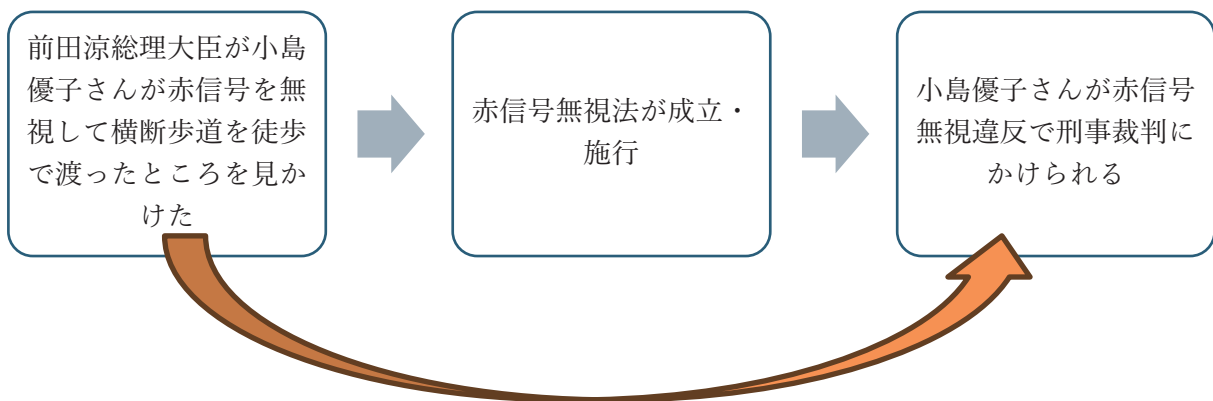 前田涼総理大臣が小島
優子さんが赤信号を無
視して横断歩道を徒歩
で渡ったところを見か
けた
赤信号無視法が成立・
施行
小島優子さんが赤信号
無視違反で刑事裁判に
かけられる